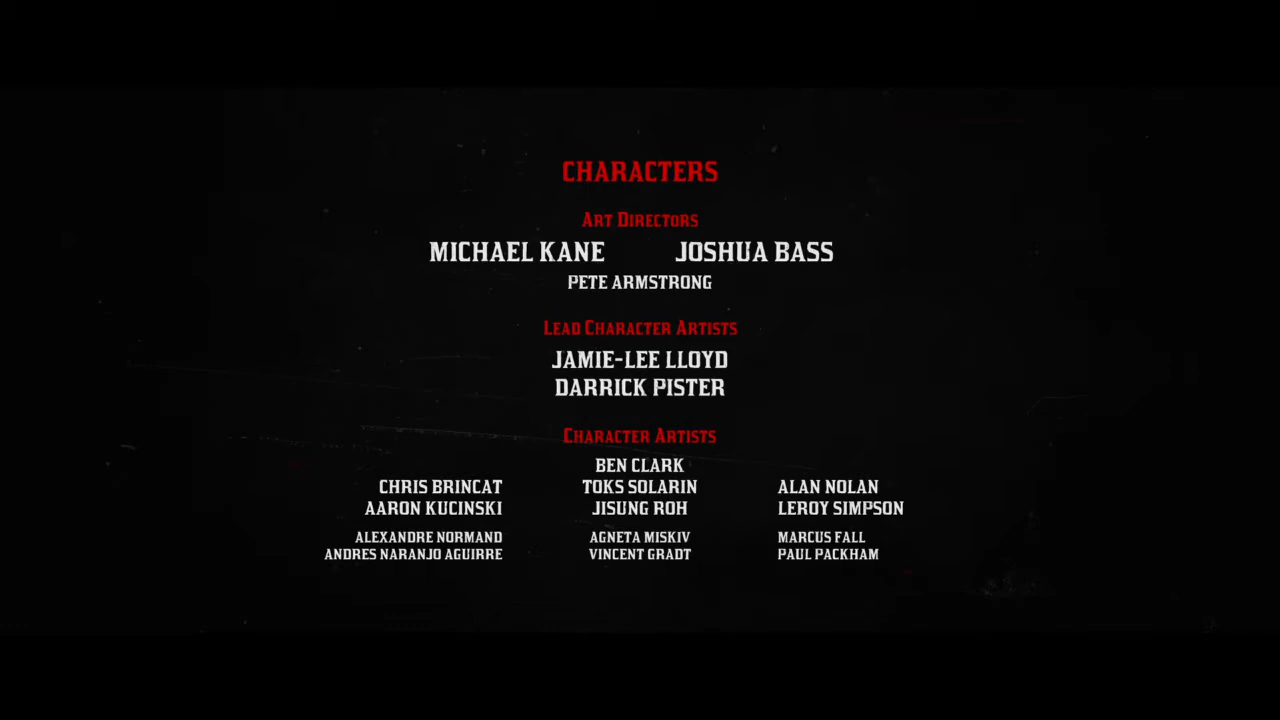 CHARACTERS
ART DIRECTORS
MICHAEL KANE JOSHUA BASS
PETE ARMSTRONG
LEAD CHARACTER ARTISTS
JAMIE-LEE LLOYD
DARRICK PISTER
CHARACTER ARTISTS
BEN CLARK
CHRIS BRINCAT TOKS SOLARIN ALAN NOLAN
AARON KUCINSKI JISUNG ROH LEROY SIMPSON
ALEXANDRE NORMAND AGNETA MISKIV MARCUS FALL
ANDRES NARANJO AGUIRRE VINCENT GRADT PAUL PACKHAM